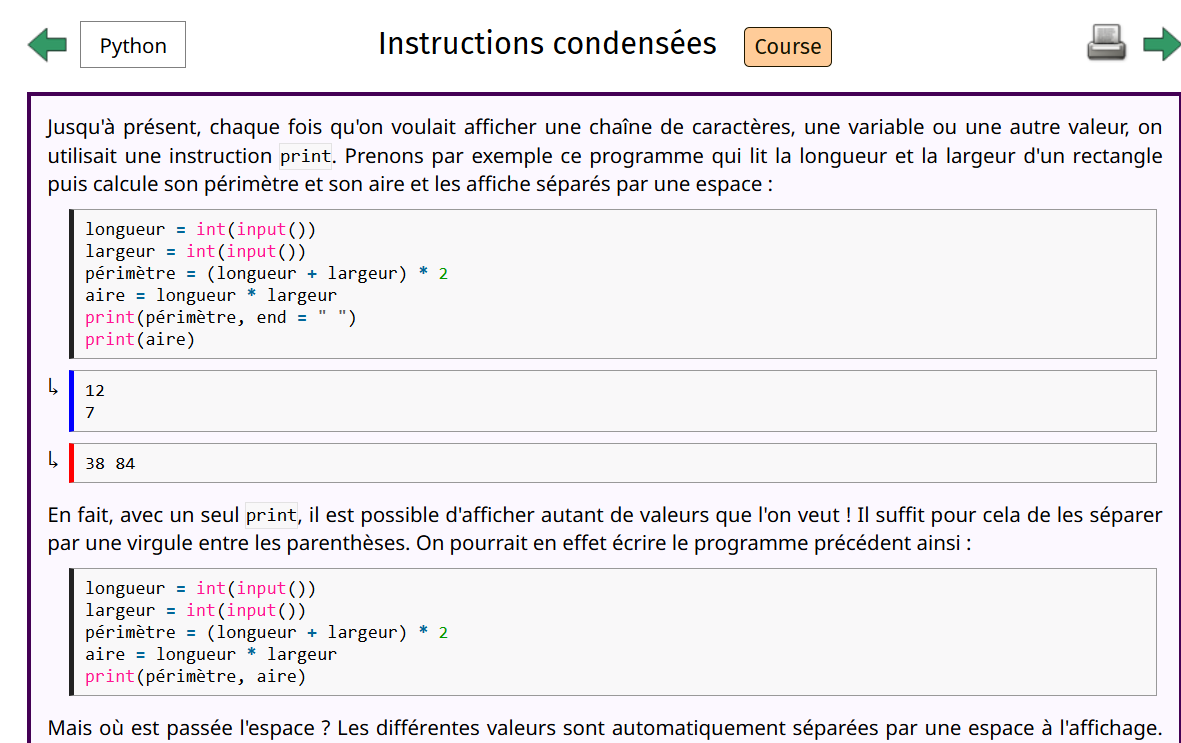 Python
Instructions condensées
Course
Jusqu'à présent, chaque fois qu'on voulait afficher une chaîne de caractères, une variable ou une autre valeur, on
utilisait une instruction print. Prenons par exemple ce programme qui lit la longueur et la largeur d'un rectangle
puis calcule son périmètre et son aire et les affiche séparés par une espace :
longueur = int(input())
largeur = int(input())
périmètre = (longueur + largeur) * 2
aire = longueur * largeur
print(périmètre, end = " ")
print(aire)
↳ 12
7
↳ 38 84
En fait, avec un seul print, il est possible d'afficher autant de valeurs que l'on veut ! Il suffit pour cela de les séparer
par une virgule entre les parenthèses. On pourrait en effet écrire le programme précédent ainsi :
longueur = int(input())
largeur = int(input())
périmètre = (longueur + largeur) * 2
aire = longueur * largeur
print(périmètre, aire)
Mais où est passée l'espace ? Les différentes valeurs sont automatiquement séparées par une espace à l'affichage.